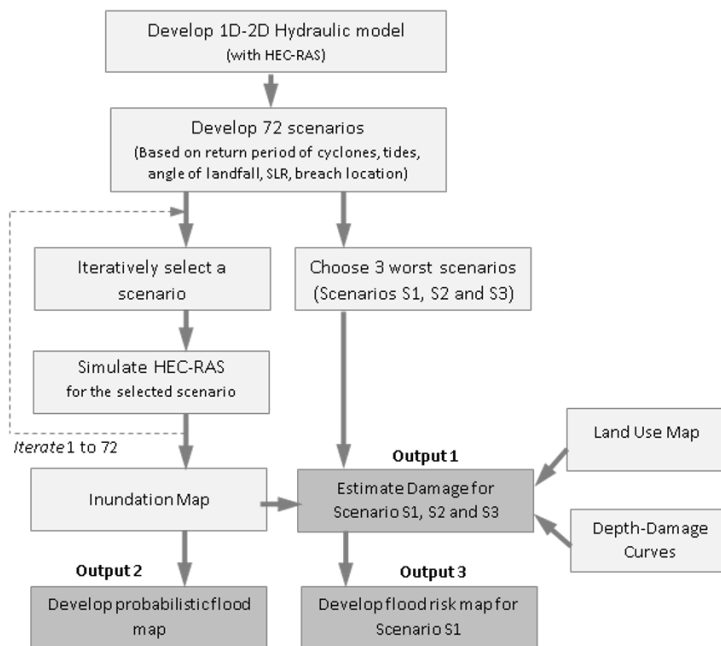 Develop 1D-2D Hydraulic model
(with HEC-RAS)
Develop 72 scenarios
(Based on return period of cyclones, tides,
angle of landfall, SLR, breach location)
Iteratively select a
scenario
Choose 3 worst scenarios
(Scenarios S1, S2 and S3)
Simulate HEC-RAS
for the selected scenario
Iterate 1 to 72
Land Use Map
Output 1
Inundation Map
Estimate Damage for
Scenario S1, S2 and S3
Depth-Damage
Curves
Output 2
Output 3
Develop probabilistic flood
map
Develop flood risk map for
Scenario S1